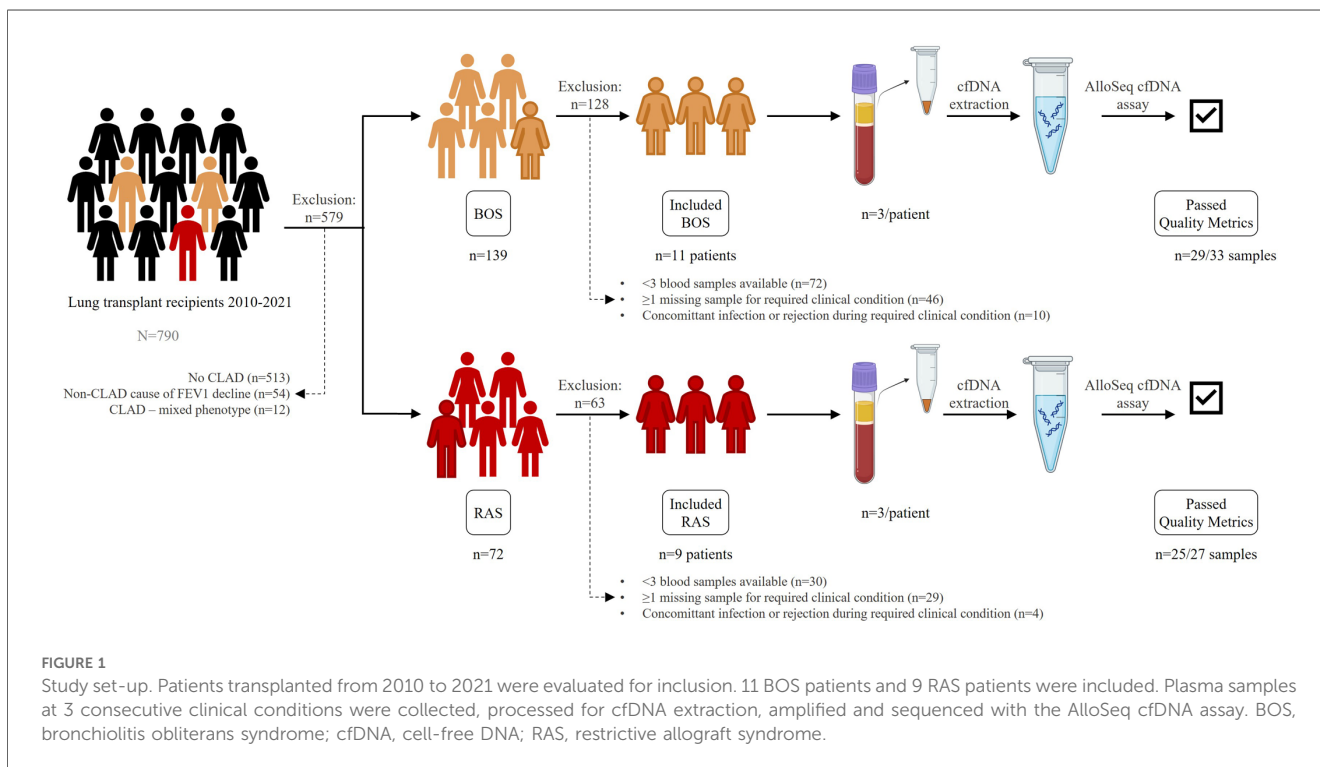 Lung transplant recipients 2010-2021
N=790
Exclusion:
n=579
No CLAD (n=513)
Non-CLAD cause of FEV1 decline (n=54)
CLAD – mixed phenotype (n=12)
BOS
n=139
Exclusion:
n=128
Included
BOS
n=11 patients
• <3 blood samples available (n=72)
• ≥1 missing sample for required clinical condition (n=46)
• Concomittant infection or rejection during required clinical condition (n=10)
n=3/patient
cfDNA
extraction
AlloSeq cfDNA
assay
Passed
Quality Metrics
n=29/33 samples
RAS
n=72
Exclusion:
n=63
Included
RAS
n=9 patients
• <3 blood samples available (n=30)
• ≥1 missing sample for required clinical condition (n=29)
• Concomittant infection or rejection during required clinical condition (n=4)
n=3/patient
cfDNA
extraction
AlloSeq cfDNA
assay
Passed
Quality Metrics
n=25/27 samples
FIGURE 1
Study set-up. Patients transplanted from 2010 to 2021 were evaluated for inclusion. 11 BOS patients and 9 RAS patients were included. Plasma samples
at 3 consecutive clinical conditions were collected, processed for cfDNA extraction, amplified and sequenced with the AlloSeq cfDNA assay. BOS,
bronchiolitis obliterans syndrome; cfDNA, cell-free DNA; RAS, restrictive allograft syndrome.